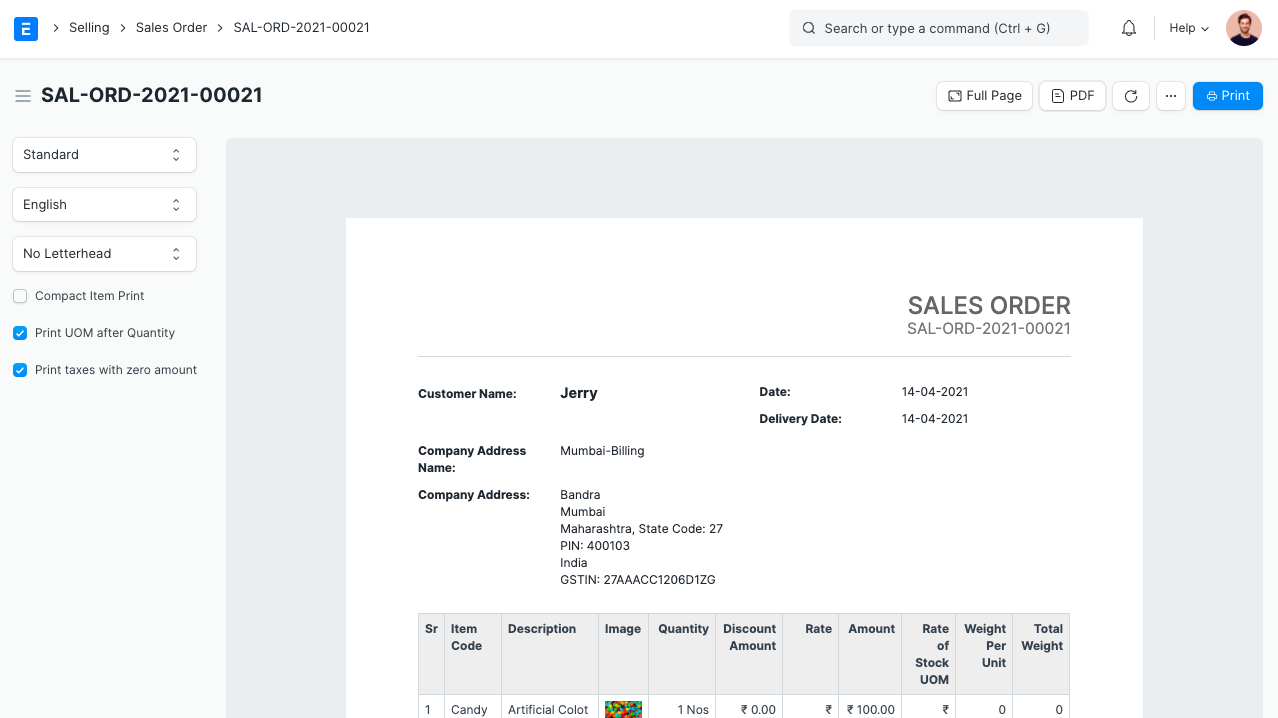 E > Selling > Sales Order > SAL-ORD-2021-00021
Search or type a command (Ctrl + G)
Help
SAL-ORD-2021-00021
Full Page
PDF
...
Print
Standard
English
No Letterhead
Compact Item Print
Print UOM after Quantity
Print taxes with zero amount
SALES ORDER
SAL-ORD-2021-00021
Customer Name: Jerry
Date: 14-04-2021
Delivery Date: 14-04-2021
Company Address
Name:
Mumbai-Billing
Company Address: Bandra
Mumbai
Maharashtra, State Code: 27
PIN: 400103
India
GSTIN: 27AAACC1206D1ZG
Sr
Item
Code
Description
Image
Quantity
Discount
Amount
Rate
Amount
Rate
of
Stock
UOM
Weight
Per
Unit
Total
Weight
1 Candy Artificial Colot 1 Nos ₹ 0.00 ₹ ₹ 100.00 ₹ 0 0